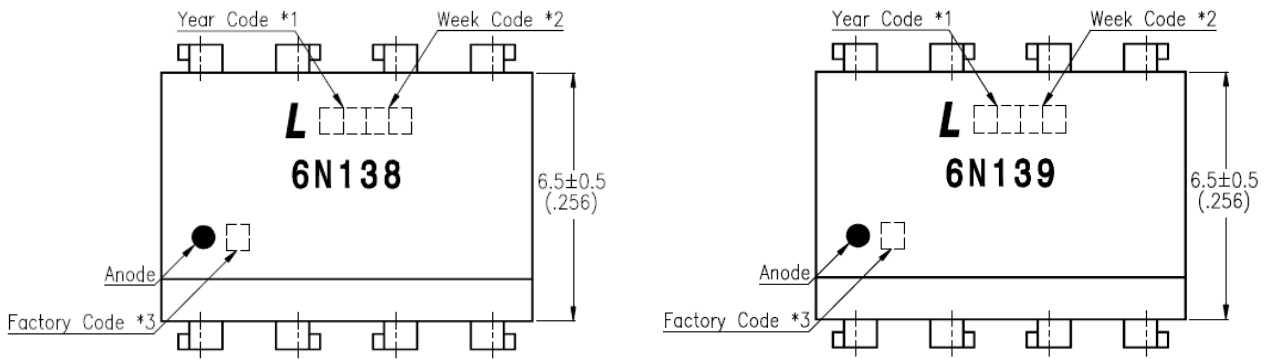 Year Code *1
Week Code *2
L
6N138
6.5±0.5
(.256)
Anode
Factory Code *3
Year Code *1
Week Code *2
L
6N139
6.5±0.5
(.256)
Anode
Factory Code *3